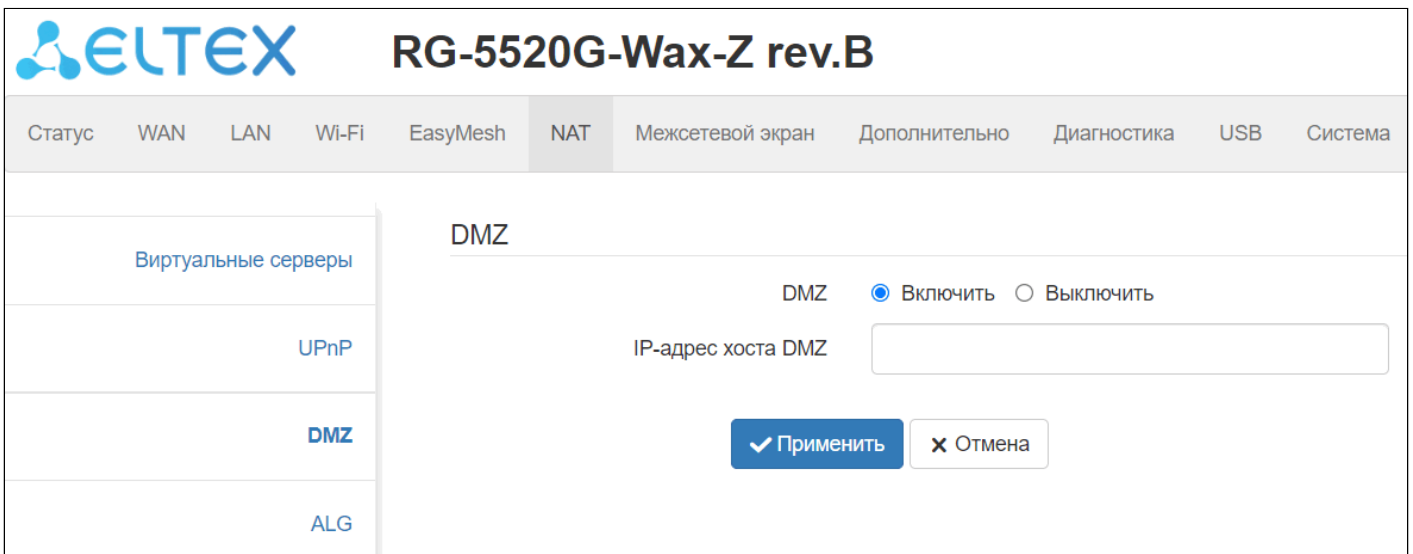 ELTEX RG-5520G-Wax-Z rev.B
Статус WAN LAN Wi-Fi EasyMesh NAT Межсетевой экран Дополнительно Диагностика USB Система
Виртуальные серверы
UPnP
DMZ
ALG
DMZ
DMZ Включить Выключить
IP-адрес хоста DMZ
Применить Отмена